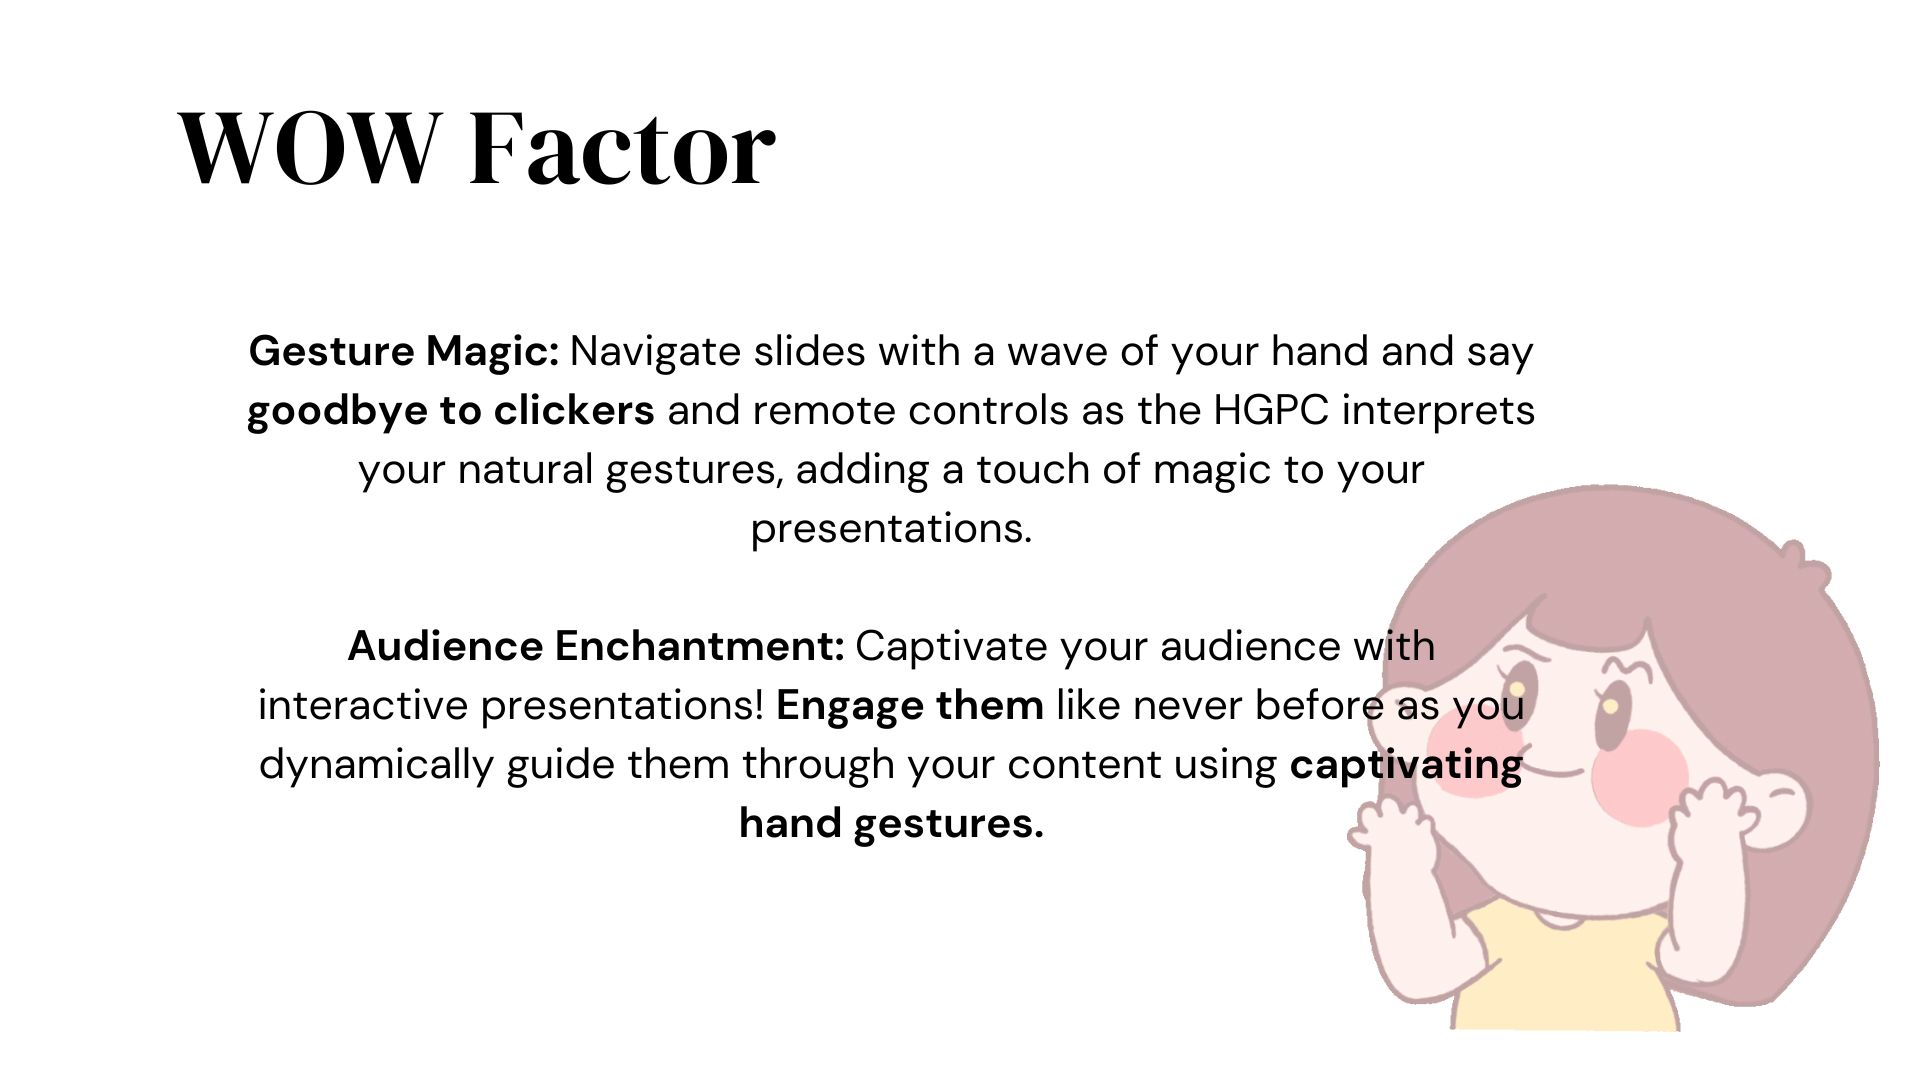 WOW Factor
Gesture Magic: Navigate slides with a wave of your hand and say
goodbye to clickers and remote controls as the HGPC interprets
your natural gestures, adding a touch of magic to your
presentations.
Audience Enchantment: Captivate your audience with
interactive presentations! Engage them like never before as you
dynamically guide them through your content using captivating
hand gestures.